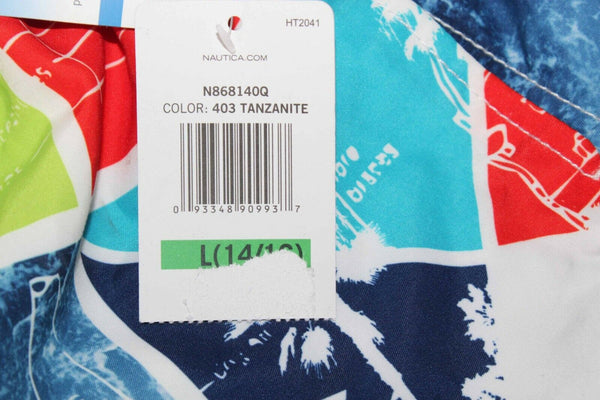 HT2041
NAUTICA.COM
N868140Q
COLOR: 403 TANZANITE
0 93348 90993 7